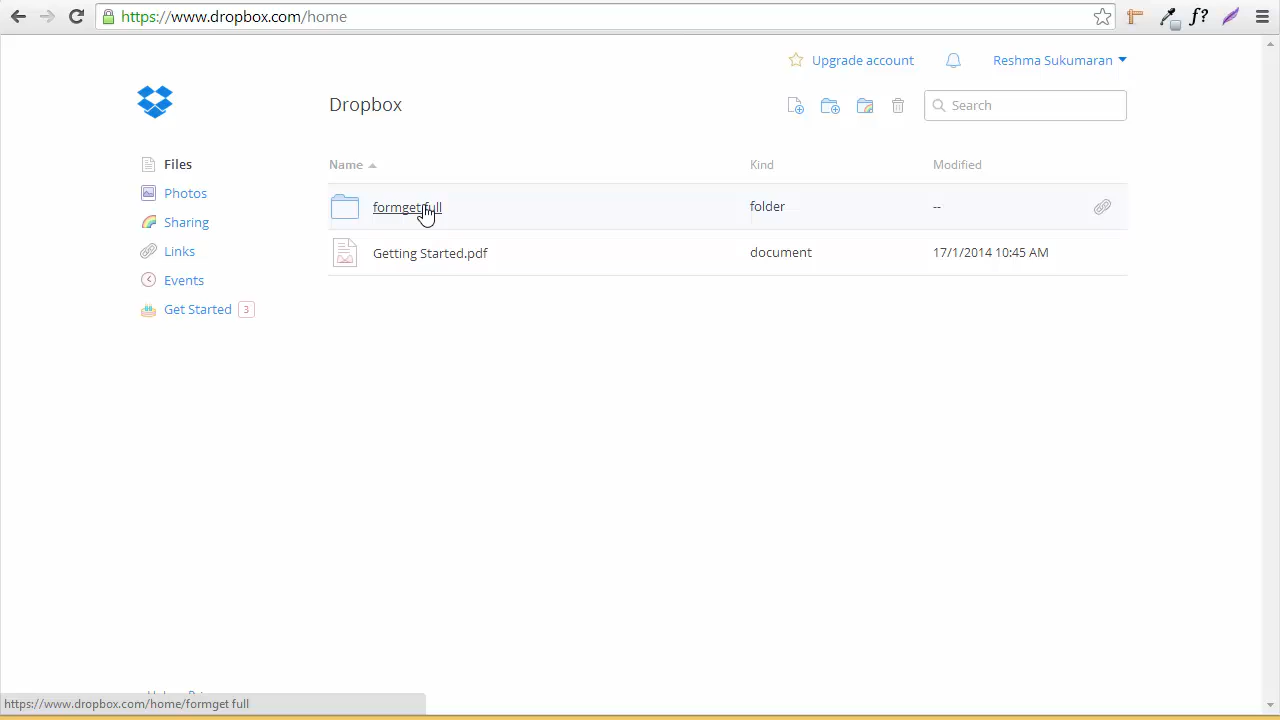 https://www.dropbox.com/home
f?
Upgrade account
Reshma Sukumaran
Dropbox
Search
Files
Photos
Sharing
Links
Events
Get Started 3
Name Kind Modified
formget full folder --
Getting Started.pdf document 17/1/2014 10:45 AM
https://www.dropbox.com/home/formget full